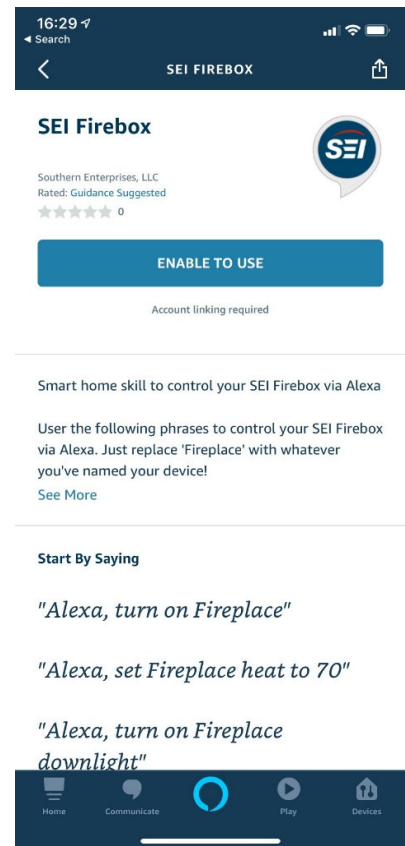 16:29
◀ Search
SEI FIREBOX
SEI Firebox
SEI
Southern Enterprises, LLC
Rated: Guidance Suggested
0
ENABLE TO USE
Account linking required
Smart home skill to control your SEI Firebox via Alexa
User the following phrases to control your SEI Firebox
via Alexa. Just replace 'Fireplace' with whatever
you've named your device!
See More
Start By Saying
"Alexa, turn on Fireplace"
"Alexa, set Fireplace heat to 70"
"Alexa, turn on Fireplace
downlight"
Home
Communicate
Play
Devices